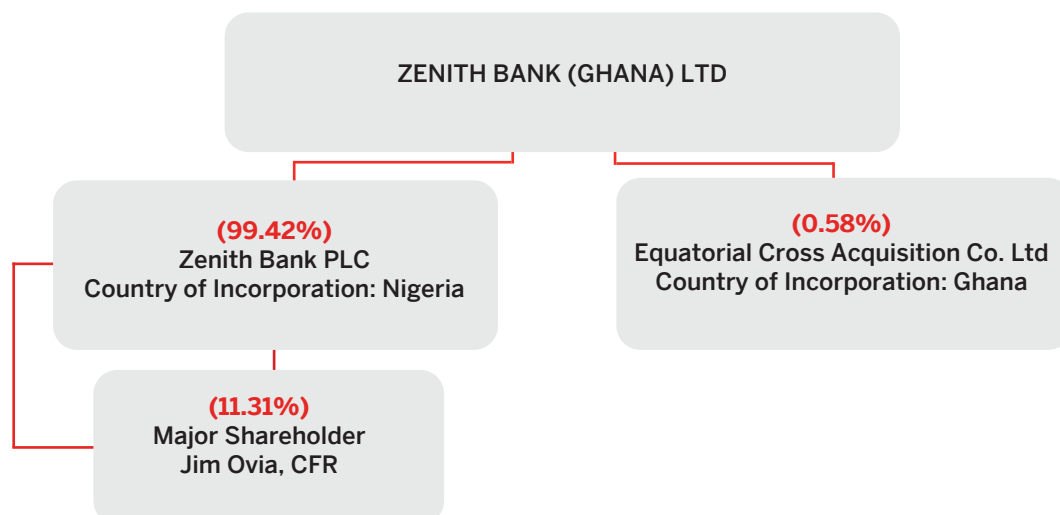 ZENITH BANK (GHANA) LTD
(99.42%)
Zenith Bank PLC
Country of Incorporation: Nigeria
(0.58%)
Equatorial Cross Acquisition Co. Ltd
Country of Incorporation: Ghana
(11.31%)
Major Shareholder
Jim Ovia, CFR